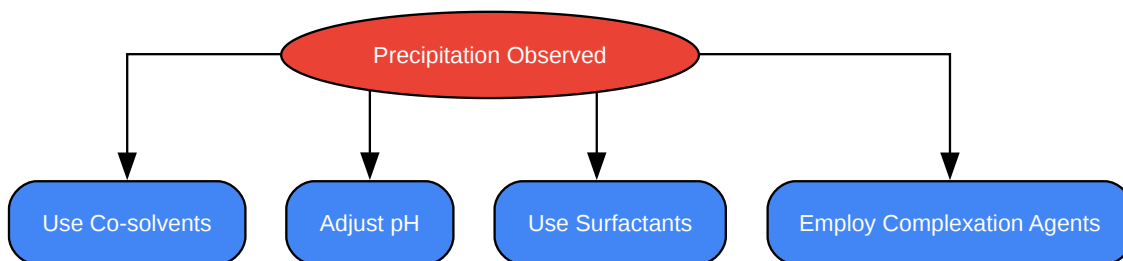 Precipitation Observed
Use Co-solvents
Adjust pH
Use Surfactants
Employ Complexation Agents